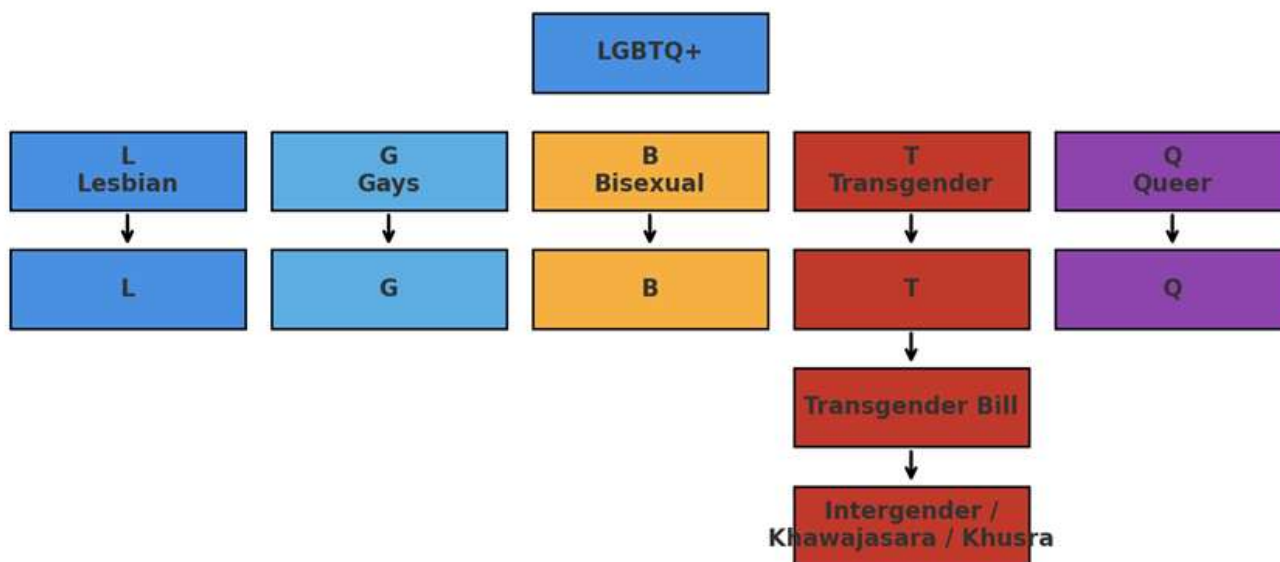 LGBTQ+
L
Lesbian
G
Gays
B
Bisexual
T
Transgender
Q
Queer
L
G
B
T
Q
Transgender Bill
Intergender /
Khawajasara / Khusra